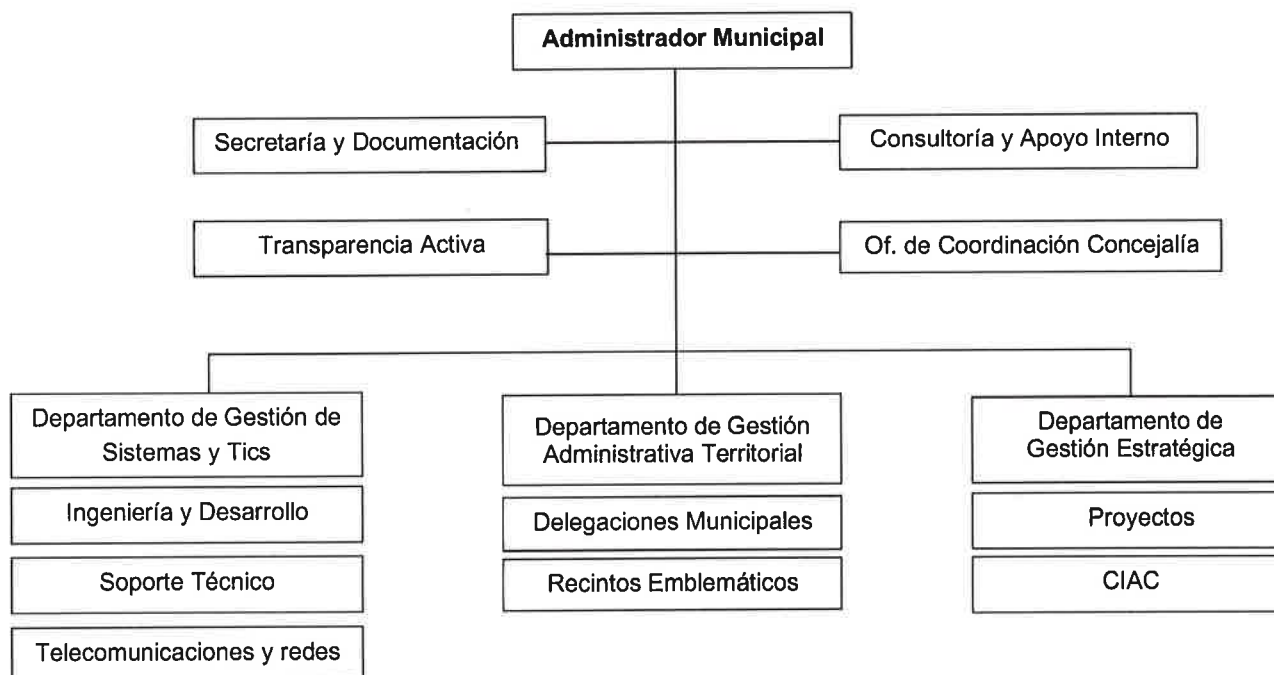 Administrador Municipal
Secretaría y Documentación
Consultoría y Apoyo Interno
Transparencia Activa
Of. de Coordinación Concejalía
Departamento de Gestión de
Sistemas y Tics
Ingeniería y Desarrollo
Soporte Técnico
Telecomunicaciones y redes
Departamento de Gestión
Administrativa Territorial
Delegaciones Municipales
Recintos Emblemáticos
Departamento de
Gestión Estratégica
Proyectos
CIAC